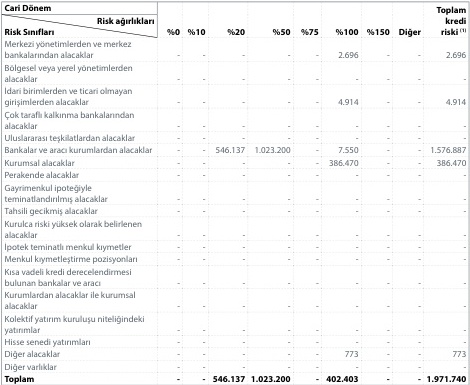 Cari Dönem
Risk ağırlıkları
Toplam kredi riski (1)
Risk Sınıfları %0 %10 %20 %50 %75 %100 %150 Diğer
Merkezi yönetimlerden ve merkez
bankalarından alacaklar - - - - - 2.696 - - 2.696
Bölgesel veya yerel yönetimlerden
alacaklar - - - - - - - - -
İdari birimlerden ve ticari olmayan
girişimlerden alacaklar - - - - - 4.914 - - 4.914
Çok taraflı kalkınma bankalarından
alacaklar - - - - - - - - -
Uluslararası teşkilatlardan alacaklar - - - - - - - - -
Bankalar ve aracı kurumlardan alacaklar - - 546.137 1.023.200 - 7.550 - - 1.576.887
Kurumsal alacaklar - - - - - 386.470 - - 386.470
Perakende alacaklar - - - - - - - - -
Gayrimenkul ipoteğiyle
teminatlandırılmış alacaklar - - - - - - - - -
Tahsili gecikmiş alacaklar - - - - - - - - -
Kurulca riski yüksek olarak belirlenen
alacaklar - - - - - - - - -
İpotek teminatlı menkul kıymetler - - - - - - - - -
Menkul kıymetleştirme pozisyonları - - - - - - - - -
Kısa vadeli kredi derecelendirmesi
bulunan bankalar ve aracı - - - - - - - - -
Kurumlardan alacaklar ile kurumsal
alacaklar - - - - - - - - -
Kolektif yatırım kuruluşu niteliğindeki
yatırımlar - - - - - - - - -
Hisse senedi yatırımları - - - - - - - - -
Diğer alacaklar - - - - - 773 - - 773
Diğer varlıklar - - - - - - - - -
Toplam - - 546.137 1.023.200 - 402.403 - - 1.971.740